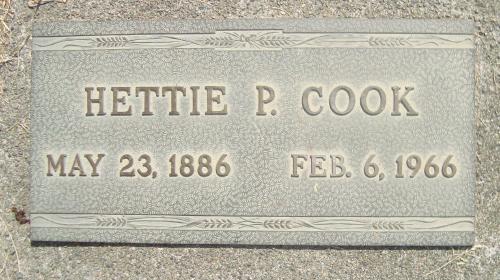 HETTIE P. COOK
MAY 23, 1886 FEB. 6, 1966